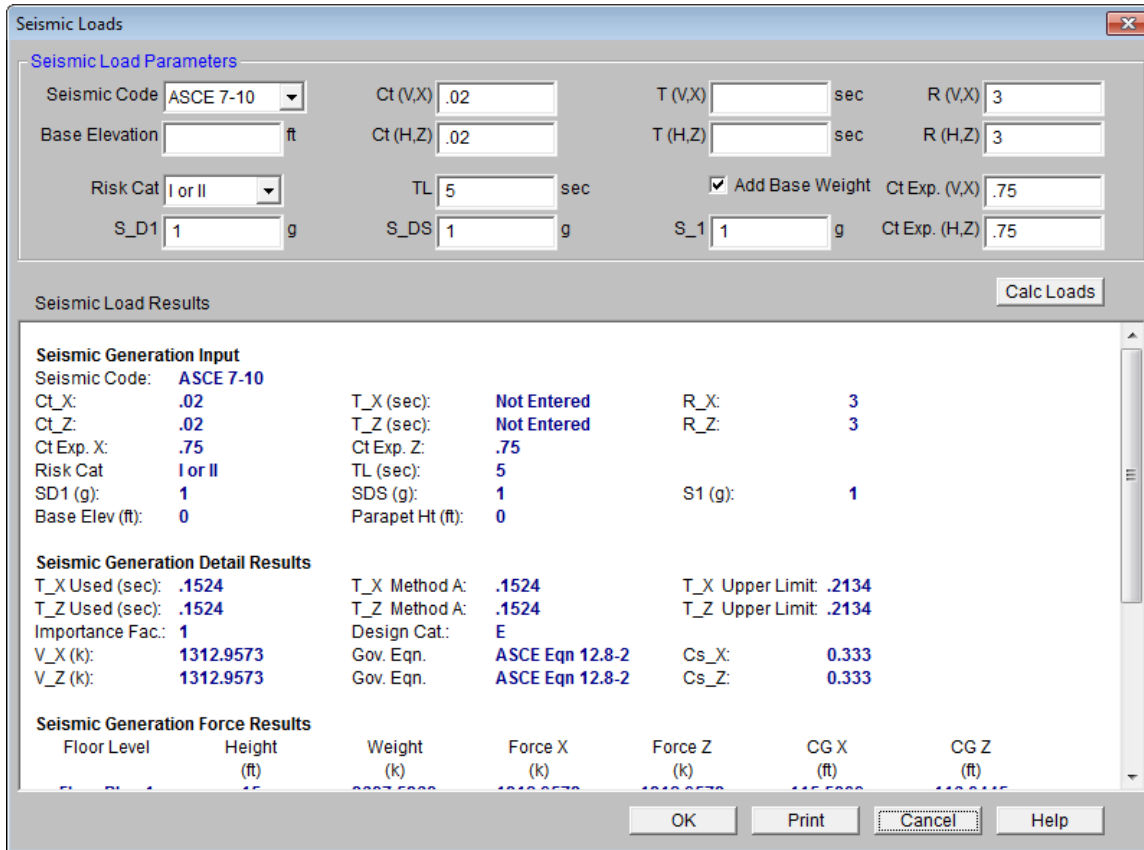 Seismic Loads
Seismic Load Parameters
Seismic Code ASCE 7-10 Ct (V,X) .02 T (V,X) sec R (V,X) 3
Base Elevation ft Ct (H,Z) .02 T (H,Z) sec R (H,Z) 3
Risk Cat I or II TL 5 sec Add Base Weight Ct Exp. (V,X) .75
S_D1 1 g S_DS 1 g S_1 1 g Ct Exp. (H,Z) .75
Calc Loads
Seismic Load Results
Seismic Generation Input
Seismic Code: ASCE 7-10
Ct_X: .02 T_X (sec): Not Entered R_X: 3
Ct_Z: .02 T_Z (sec): Not Entered R_Z: 3
Ct Exp. X: .75 Ct Exp. Z: .75
Risk Cat I or II TL (sec): 5
SD1 (g): 1 SDS (g): 1 S1 (g): 1
Base Elev (ft): 0 Parapet Ht (ft): 0
Seismic Generation Detail Results
T_X Used (sec): .1524 T_X Method A: .1524 T_X Upper Limit: .2134
T_Z Used (sec): .1524 T_Z Method A: .1524 T_Z Upper Limit: .2134
Importance Fac.: 1 Design Cat.: E
V_X (k): 1312.9573 Gov. Eqn. ASCE Eqn 12.8-2 Cs_X: 0.333
V_Z (k): 1312.9573 Gov. Eqn. ASCE Eqn 12.8-2 Cs_Z: 0.333
Seismic Generation Force Results
Floor Level Height Weight Force X Force Z CG X CG Z
(ft) (k) (k) (k) (ft) (ft)
OK Print Cancel Help